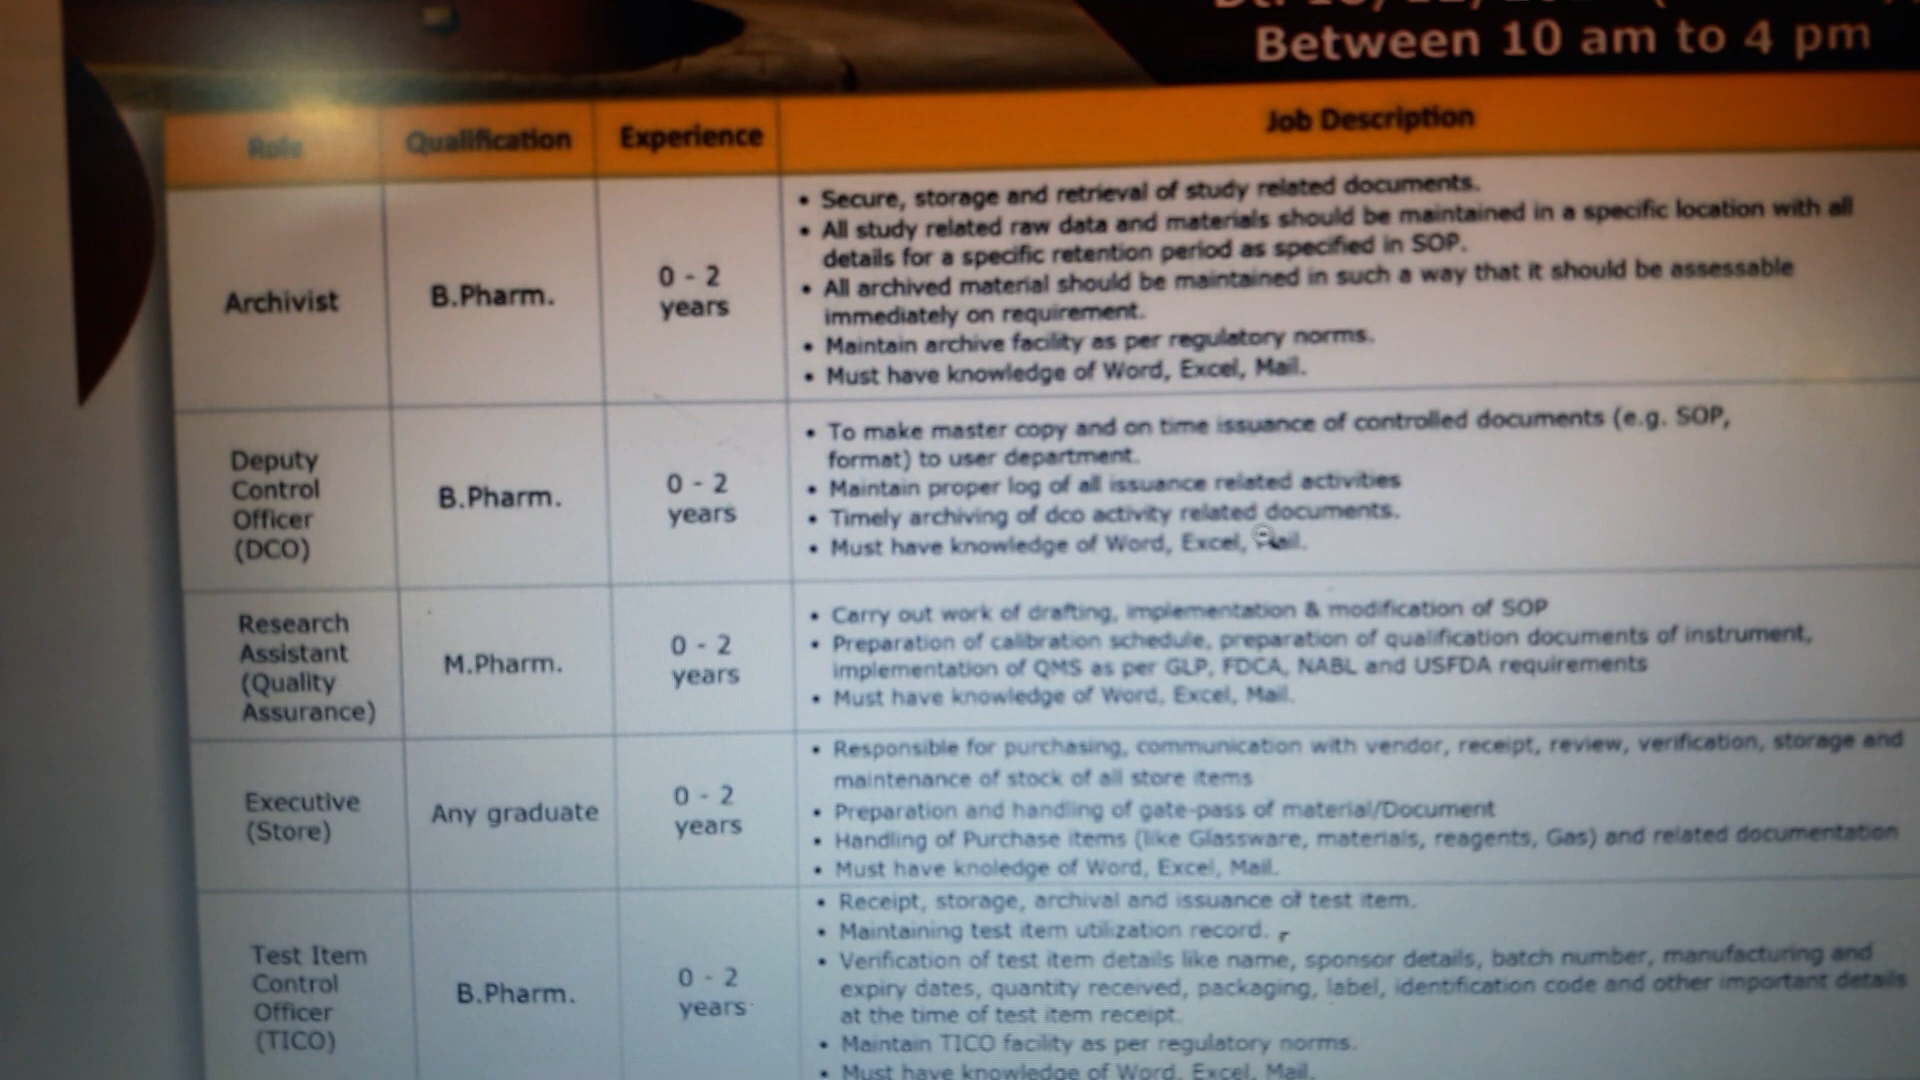 Between 10 am to 4 pm
Role
Qualification
Experience
Job Description
Archivist
B.Pharm.
0 - 2
years
• Secure, storage and retrieval of study related documents.
• All study related raw data and materials should be maintained in a specific location with all
details for a specific retention period as specified in SOP.
• All archived material should be maintained in such a way that it should be assessable
immediately on requirement.
• Maintain archive facility as per regulatory norms.
• Must have knowledge of Word, Excel, Mail.
Deputy
Control
Officer
(DCO)
B.Pharm.
0 - 2
years
• To make master copy and on time issuance of controlled documents (e.g. SOP,
format) to user department.
• Maintain proper log of all issuance related activities
• Timely archiving of dco activity related documents.
• Must have knowledge of Word, Excel, Mail.
Research
Assistant
(Quality
Assurance)
M.Pharm.
0 - 2
years
• Carry out work of drafting, implementation & modification of SOP
• Preparation of calibration schedule, preparation of qualification documents of instrument,
implementation of QMS as per GLP, FDCA, NABL and USFDA requirements
• Must have knowledge of Word, Excel, Mail.
Executive
(Store)
Any graduate
0 - 2
years
• Responsible for purchasing, communication with vendor, receipt, review, verification, storage and
maintenance of stock of all store items
• Preparation and handling of gate-pass of material/Document
• Handling of Purchase items (like Glassware, materials, reagents, Gas) and related documentation
• Must have knoledge of Word, Excel, Mail.
Test Item
Control
Officer
(TICO)
B.Pharm.
0 - 2
years
• Receipt, storage, archival and issuance of test item.
• Maintaining test item utilization record.
• Verification of test item details like name, sponsor details, batch number, manufacturing and
expiry dates, quantity received, packaging, label, identification code and other important details
at the time of test item receipt.
• Maintain TICO facility as per regulatory norms.
• Must have knowledge of Word, Excel, Mail.